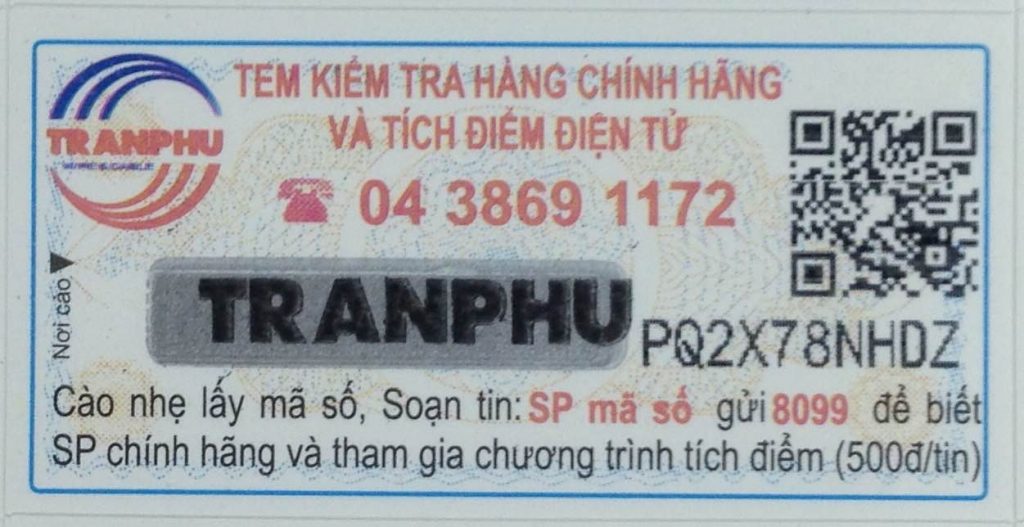 TEM KIỂM TRA HÀNG CHÍNH HÃNG
VÀ TÍCH ĐIỂM ĐIỆN TỬ
TRANPHU
04 3869 1172
Nơi cào
TRANPHU
PQ2X78NHDZ
Cào nhẹ lấy mã số, Soạn tin: SP mã số gửi 8099 để biết
SP chính hãng và tham gia chương trình tích điểm (500đ/tin)